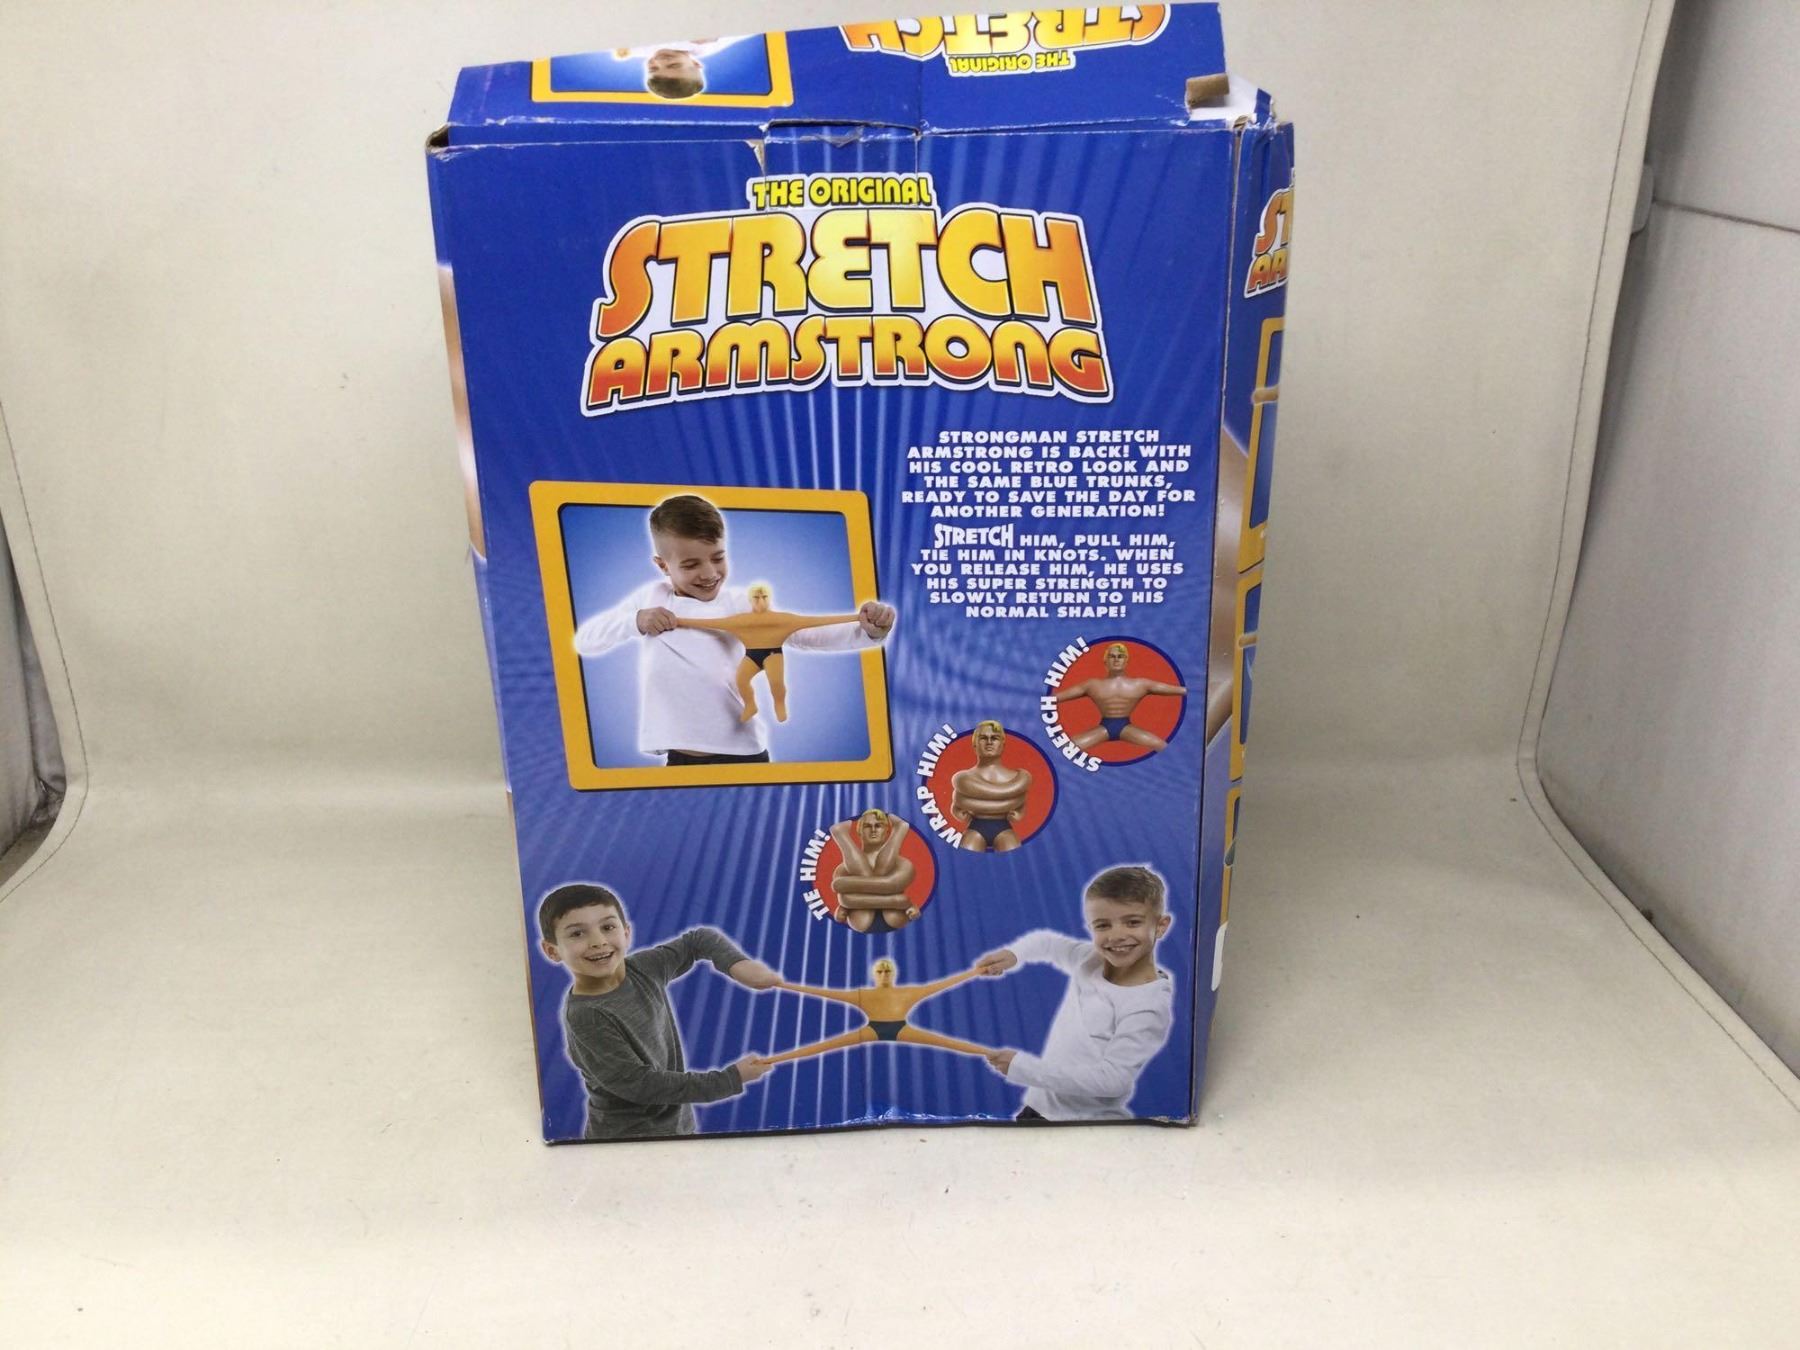 STRETCH
THE ORIGINAL
THE ORIGINAL
STRETCH
ARMSTRONG
STRONGMAN STRETCH
ARMSTRONG IS BACK! WITH
HIS COOL RETRO LOOK AND
THE SAME BLUE TRUNKS,
READY TO SAVE THE DAY FOR
ANOTHER GENERATION!
STRETCH HIM, PULL HIM,
TIE HIM IN KNOTS. WHEN
YOU RELEASE HIM, HE USES
HIS SUPER STRENGTH TO
SLOWLY RETURN TO HIS
NORMAL SHAPE!
STRETCH HIM!
WRAP HIM!
TIE HIM!
ST
AR